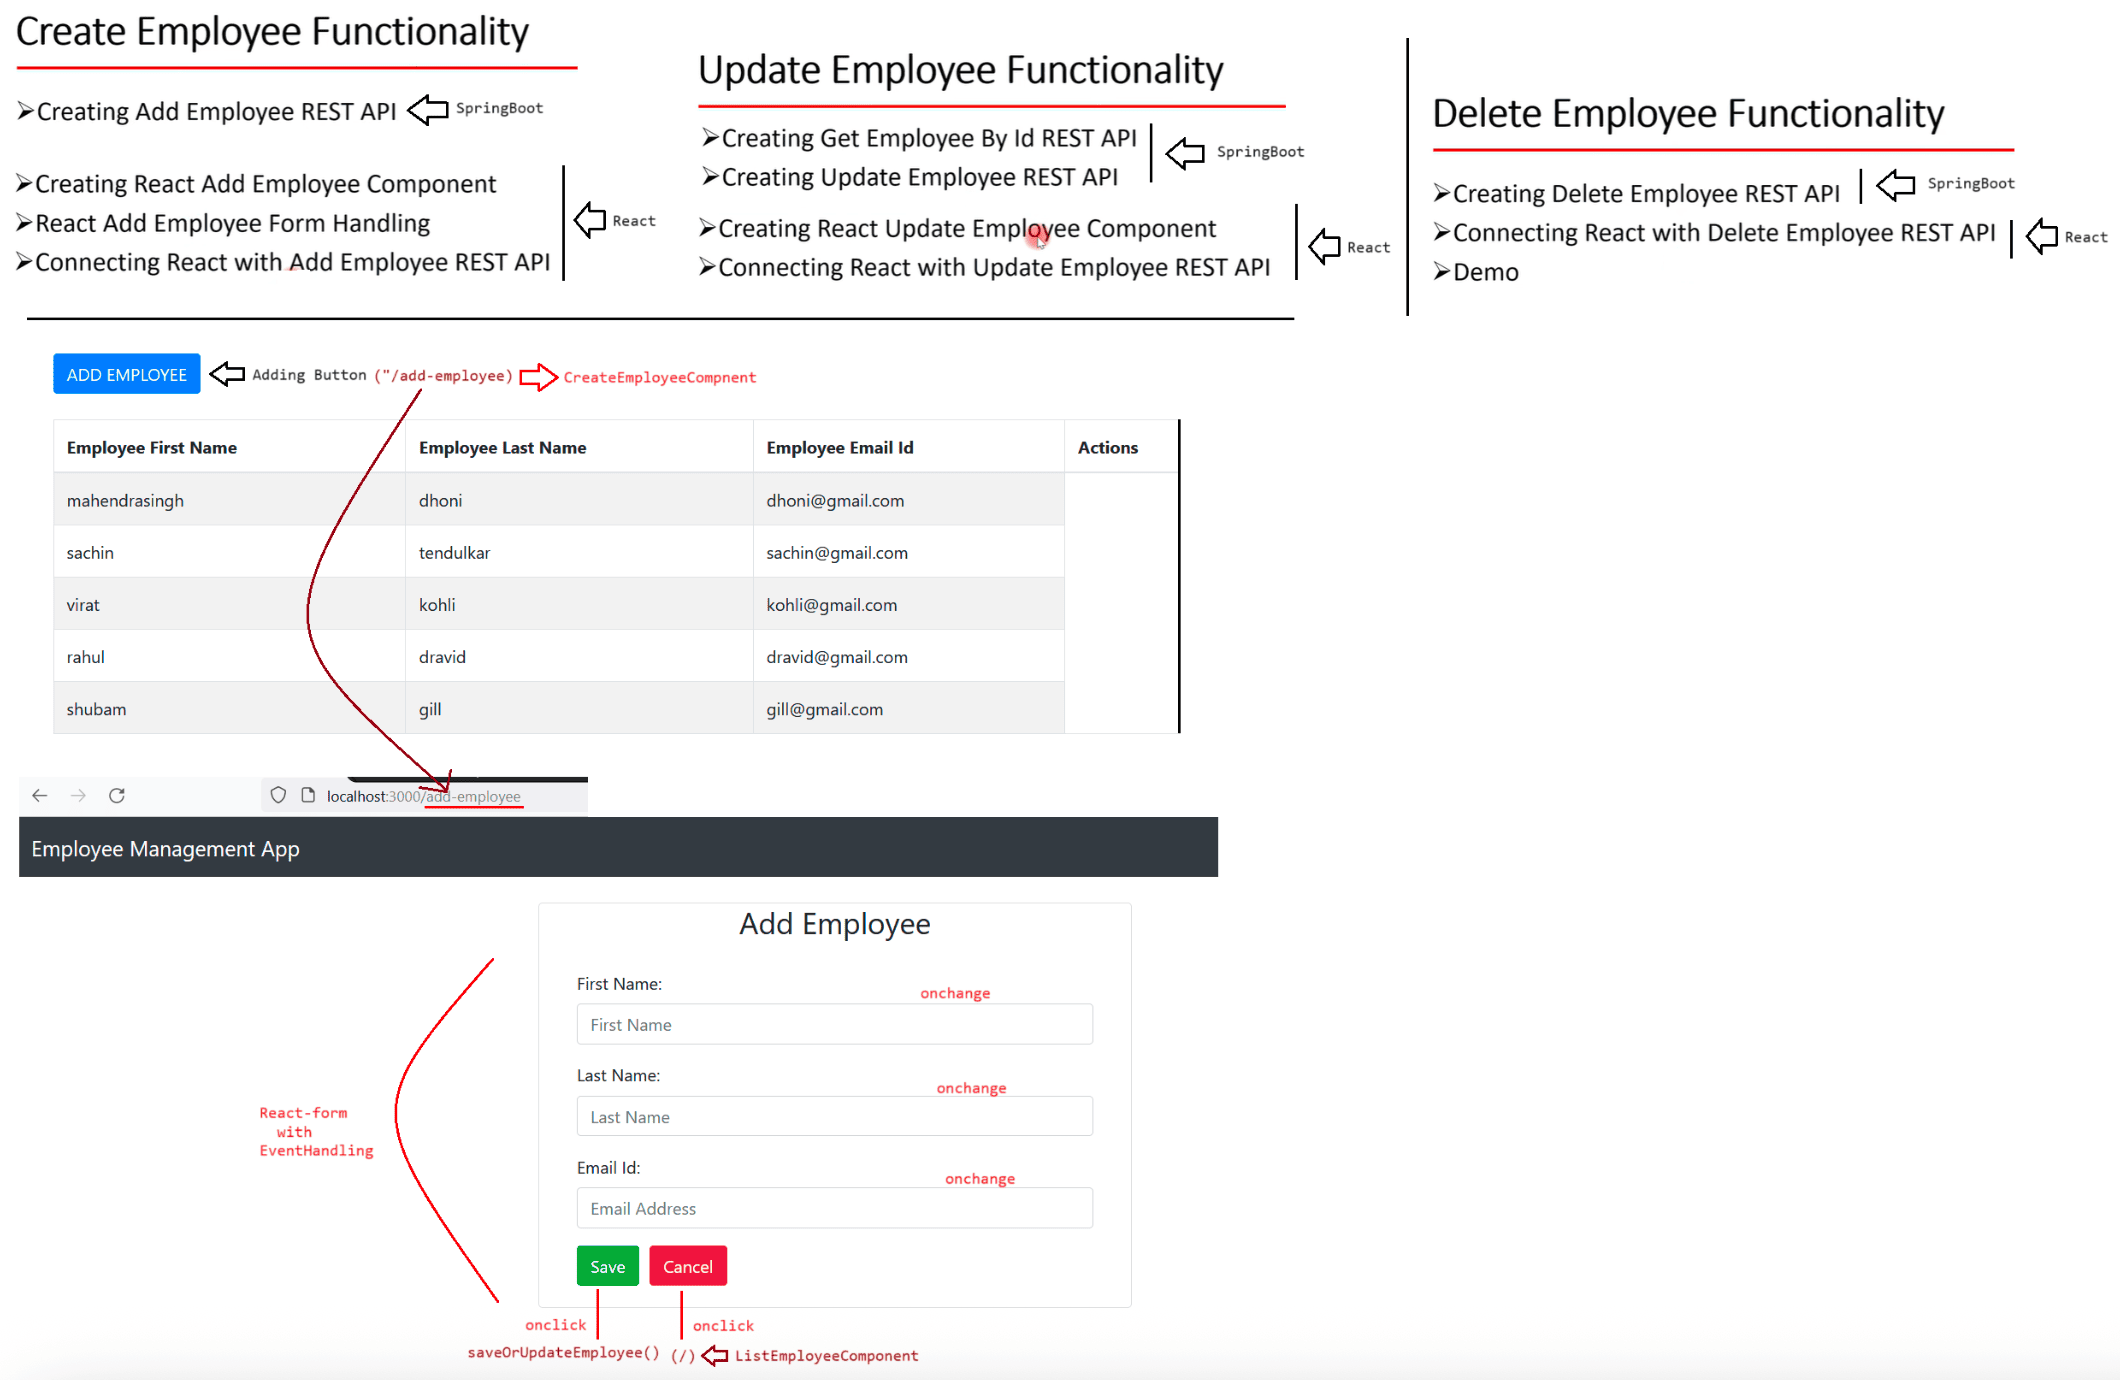 Create Employee Functionality
➢Creating Add Employee REST API
SpringBoot
➢Creating React Add Employee Component
➢React Add Employee Form Handling
➢Connecting React with Add Employee REST API
React
Update Employee Functionality
➢Creating Get Employee By Id REST API
➢Creating Update Employee REST API
SpringBoot
➢Creating React Update Employee Component
➢Connecting React with Update Employee REST API
React
Delete Employee Functionality
➢Creating Delete Employee REST API
SpringBoot
➢Connecting React with Delete Employee REST API
React
➢Demo
ADD EMPLOYEE
Adding Button ("/add-employee)
CreateEmployeeCompnent
Employee First Name Employee Last Name Employee Email Id Actions
mahendrasingh dhoni dhoni@gmail.com
sachin tendulkar sachin@gmail.com
virat kohli kohli@gmail.com
rahul dravid dravid@gmail.com
shubam gill gill@gmail.com
localhost:3000/add-employee
Employee Management App
Add Employee
First Name:
onchange
First Name
Last Name:
onchange
Last Name
Email Id:
onchange
Email Address
React-form
with
EventHandling
Save Cancel
onclick onclick
saveOrUpdateEmployee() (/) ListEmployeeComponent